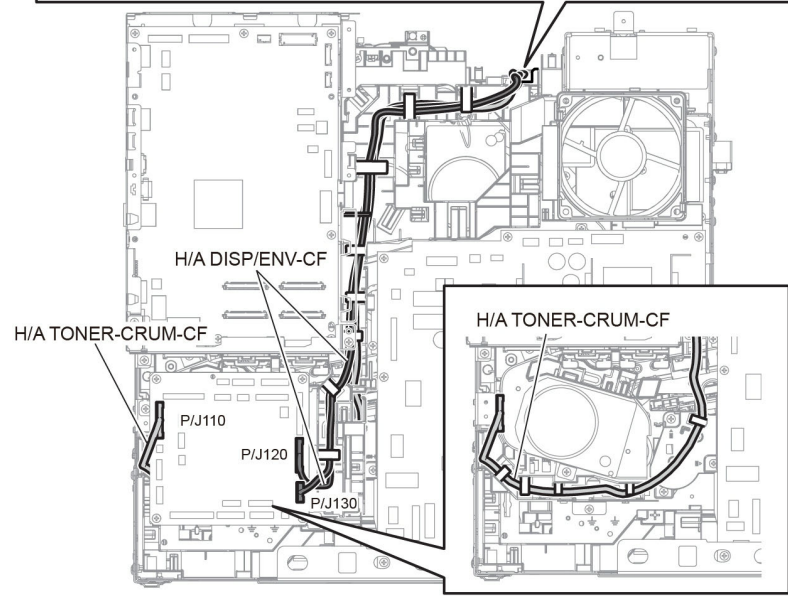 H/A DISP/ENV-CF
H/A TONER-CRUM-CF
H/A TONER-CRUM-CF
P/J110
P/J120
P/J130